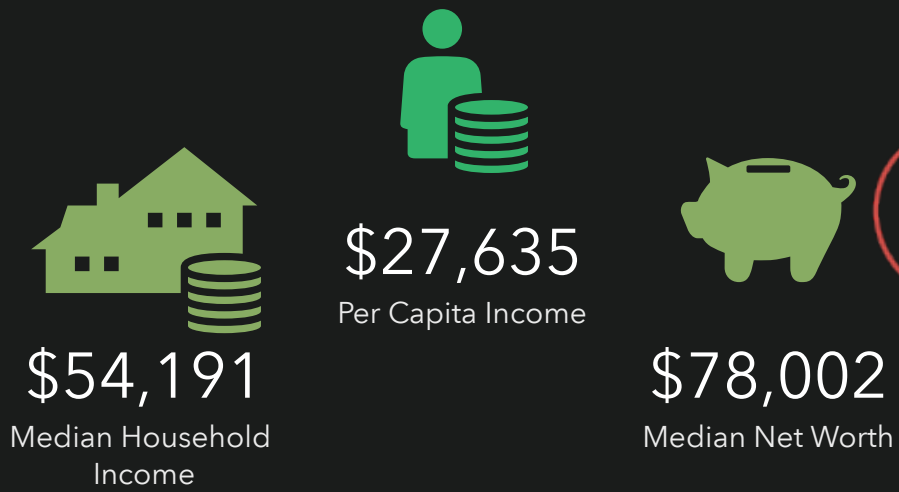 $54,191
Median Household
Income
$27,635
Per Capita Income
$78,002
Median Net Worth